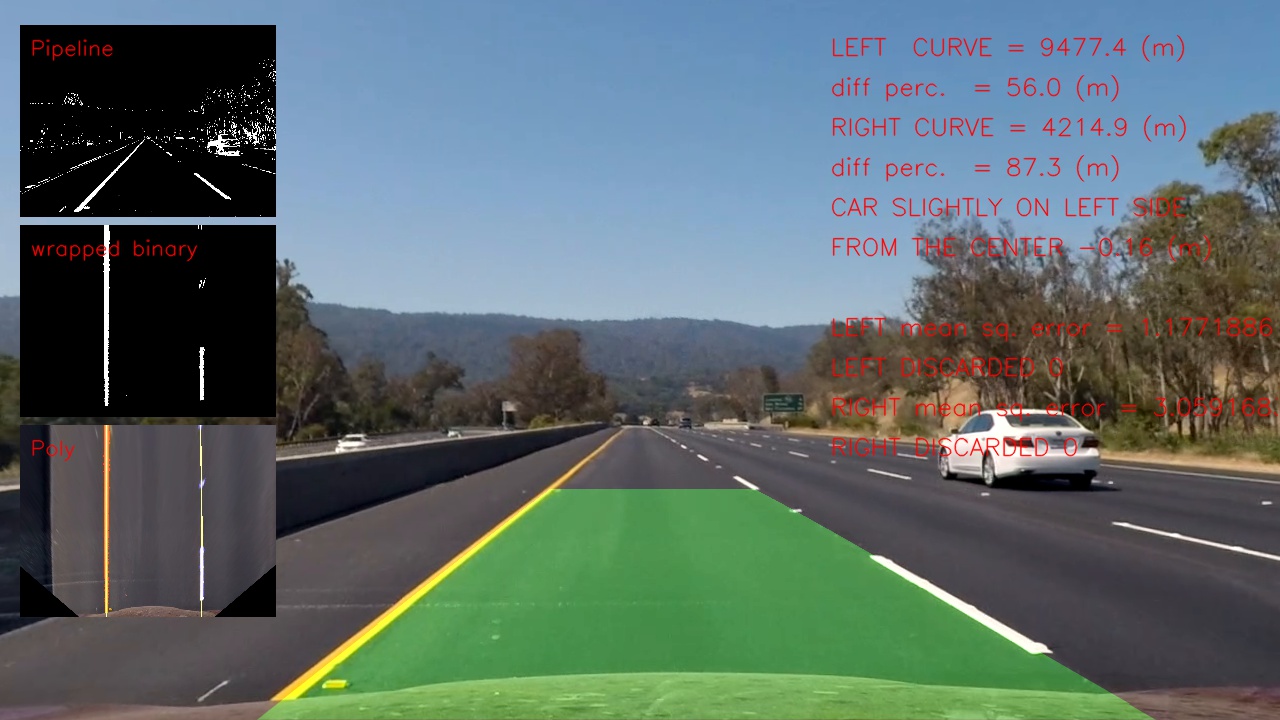 Pipeline
wrapped binary
Poly
LEFT  CURVE = 9477.4 (m)
diff perc.  = 56.0 (m)
RIGHT CURVE = 4214.9 (m)
diff perc.  = 87.3 (m)
CAR SLIGHTLY ON LEFT SIDE
FROM THE CENTER -0.16 (m)
LEFT mean sq. error = 1.1771886
LEFT DISCARDED 0
RIGHT mean sq. error = 3.059168
RIGHT DISCARDED 0